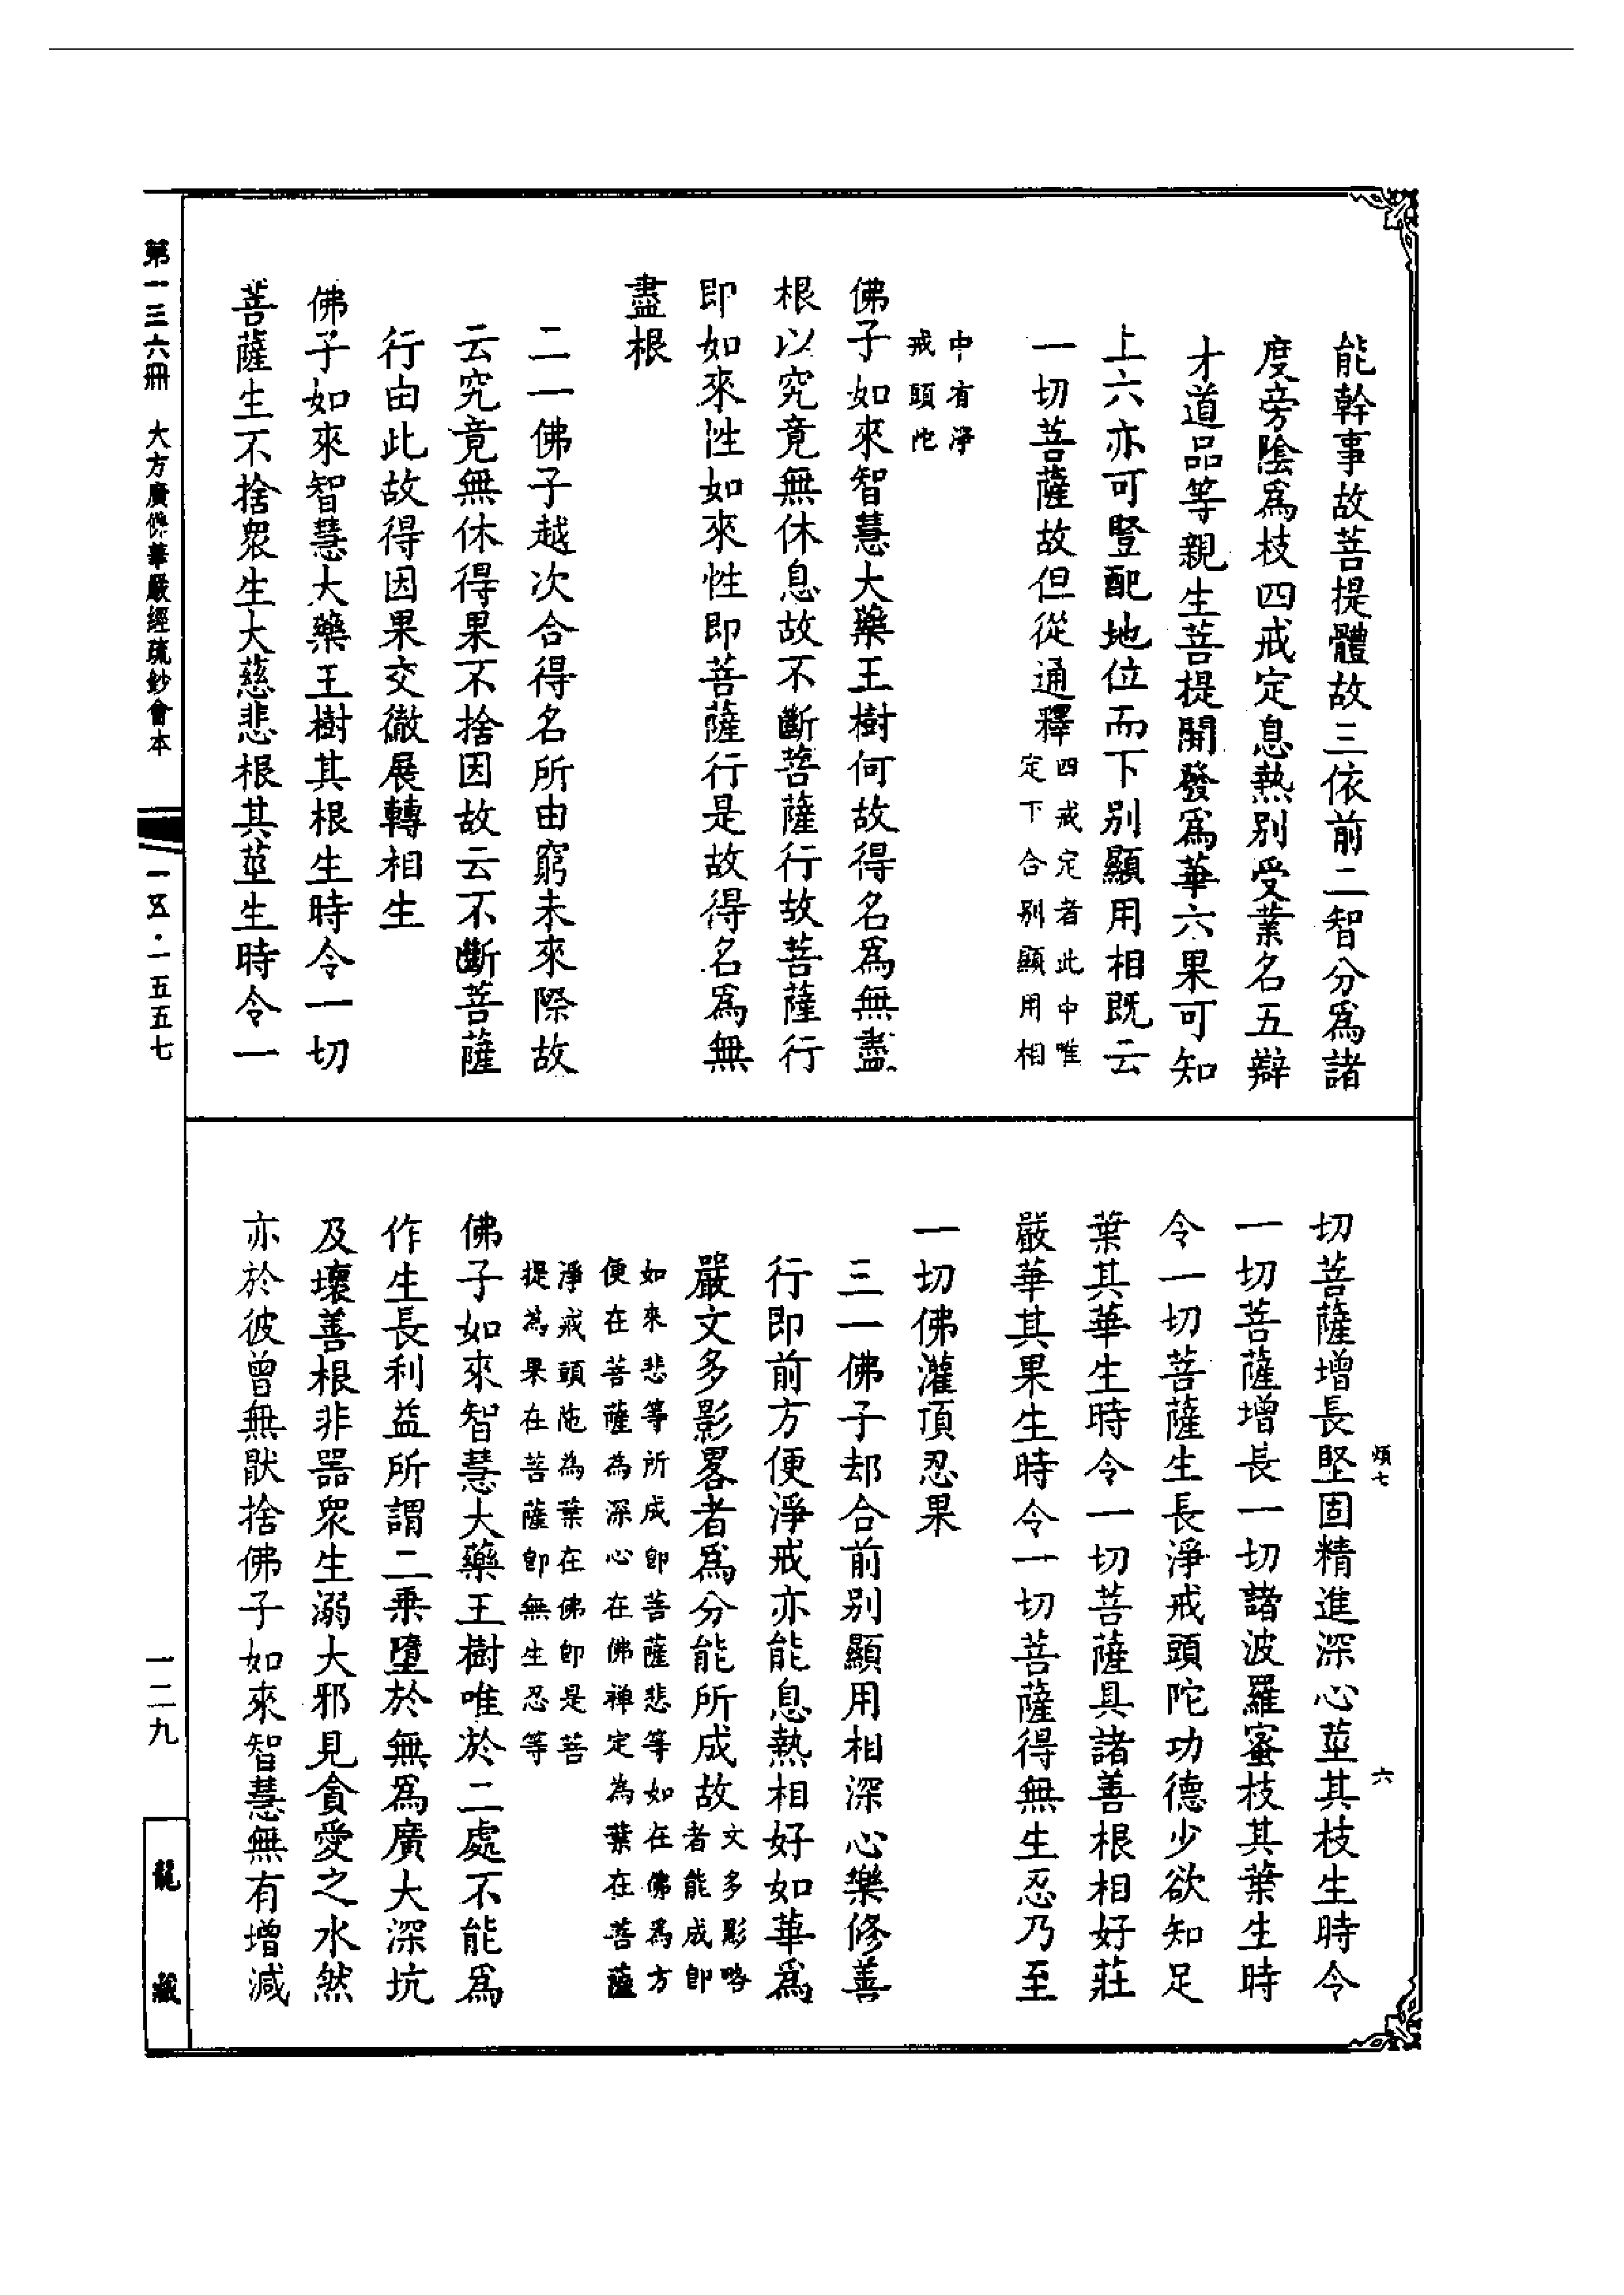 能幹事故菩提體故三依前二智分爲諸
度旁陰爲枝四戒定息熱別受業名五辯
才道品等親生菩提開發爲華六果可知
上六亦可豎配地位而下別顯用相既云
一切菩薩故但從通釋
四戒定者此中唯
定下合別顯用相
中有淨
戒頭陀
佛子如來智慧大藥王樹何故得名爲無盡
根以究竟無休息故不斷菩薩行故菩薩行
即如來性如來性即菩薩行是故得名爲無
盡根
二一佛子越次合得名所由窮未來際故
云究竟無休得果不捨因故云不斷菩薩
行由此故得因果交徹展轉相生
佛子如來智慧大藥王樹其根生時令一切
菩薩生不捨衆生大慈悲根其莖生時令一
切菩薩增長堅固精進深心莖其枝生時令
一切菩薩增長一切諸波羅蜜枝其葉生時
令一切菩薩生長淨戒頭陀功德少欲知足
葉其華生時令一切菩薩具諸善根相好莊
嚴華其果生時令一切菩薩得無生忍乃至
一切佛灌頂忍果
三一佛子却合前別顯用相深心樂修善
行即前方便淨戒亦能息熱相好如華爲
嚴文多影畧者爲分能所成故
文多影略
者能成即
如來悲等所成即菩薩悲等如在佛爲方
便在菩薩為深心在佛禅定為葉在菩薩
淨戒頭陁為葉在佛即是菩
提為果在菩薩即無生忍等
佛子如來智慧大藥王樹唯於二處不能爲
作生長利益所謂二乘墮於無爲廣大深坑
及壞善根非器衆生溺大邪見貪愛之水然
亦於彼曾無猒捨佛子如來智慧無有增減
煩七
六
第一三六冊　大方廣佛華嚴經疏鈔會本
一五·一五五七
一二九
龍藏